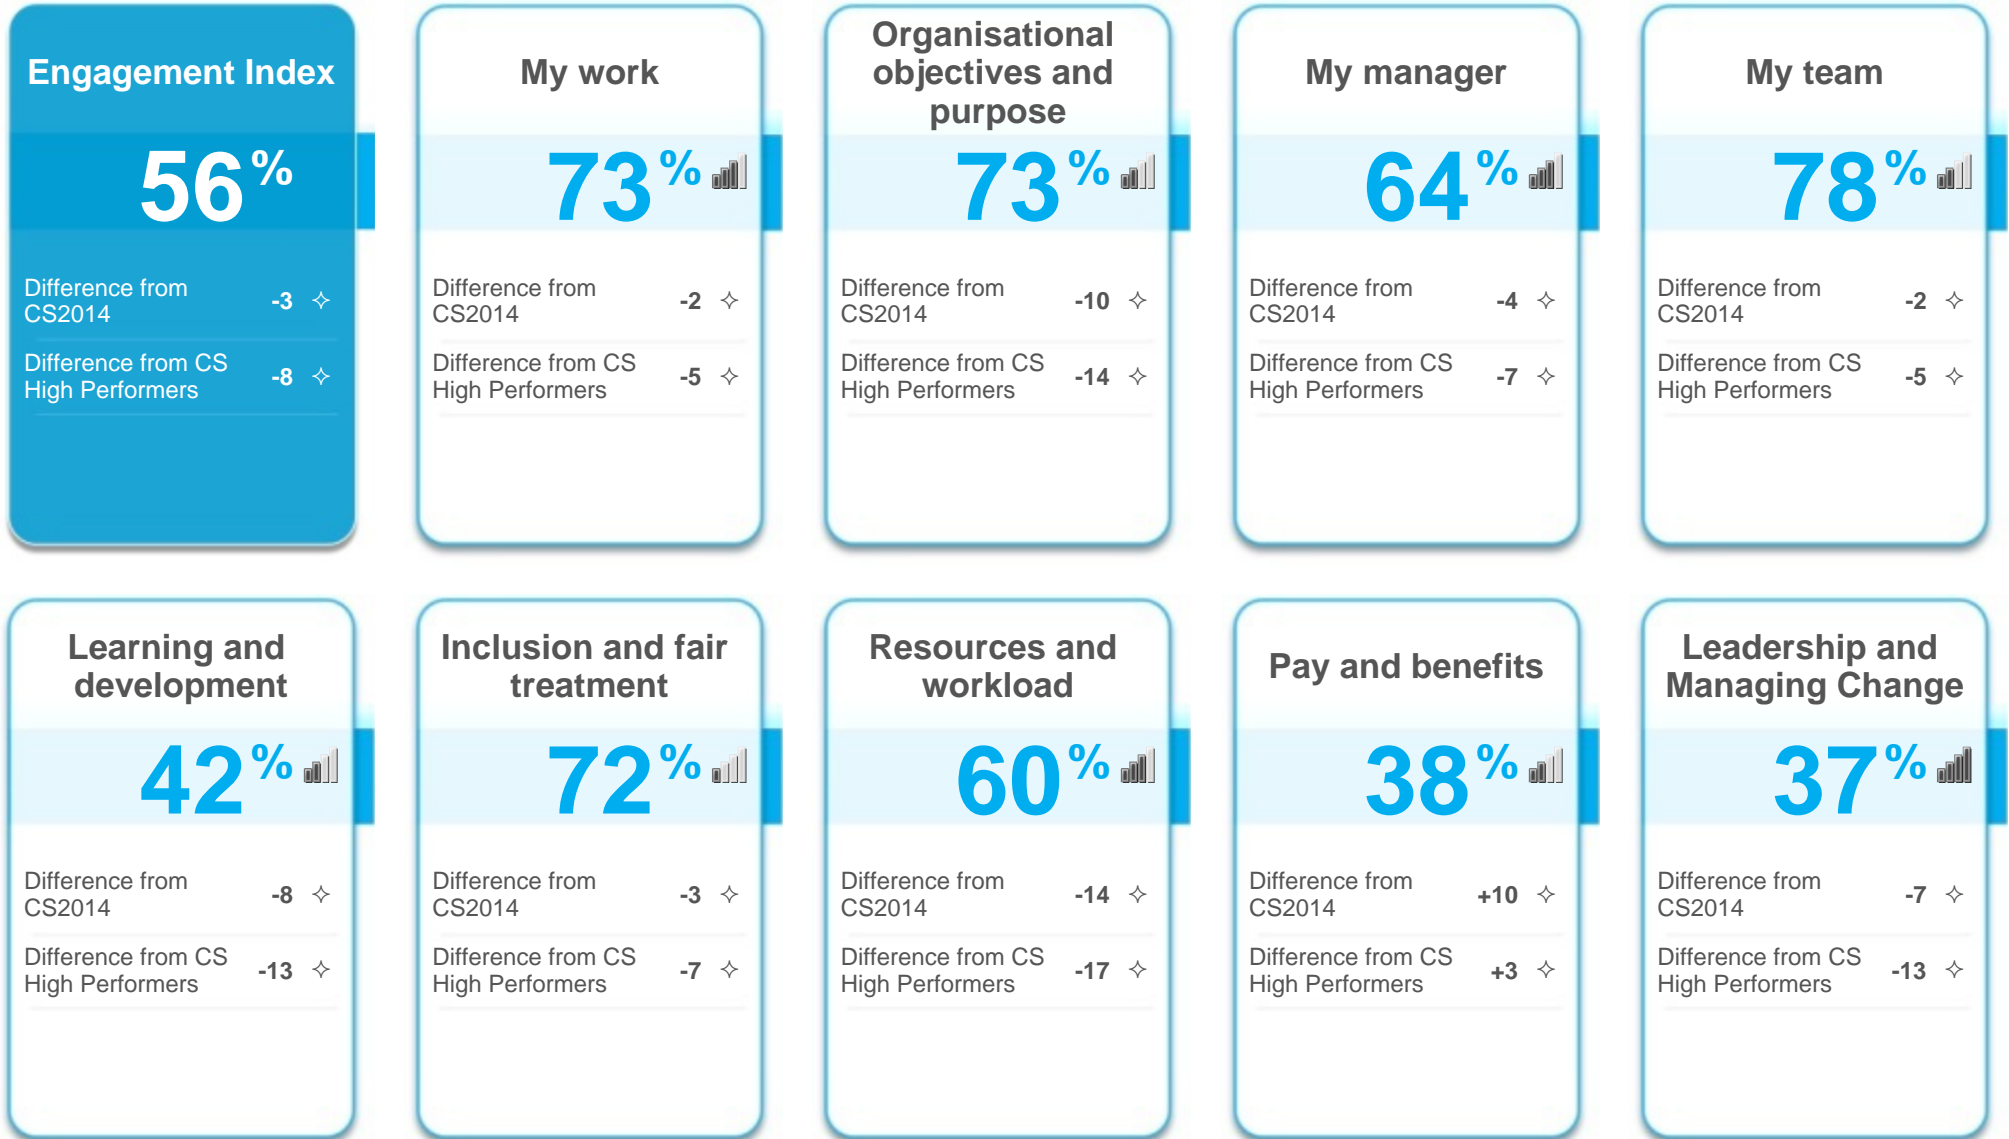 Engagement Index
56%
Difference from
CS2014
-3 ✧
Difference from CS
High Performers
-8 ✧
My work
73%
Difference from
CS2014
-2 ✧
Difference from CS
High Performers
-5 ✧
Organisational
objectives and
purpose
73%
Difference from
CS2014
-10 ✧
Difference from CS
High Performers
-14 ✧
My manager
64%
Difference from
CS2014
-4 ✧
Difference from CS
High Performers
-7 ✧
My team
78%
Difference from
CS2014
-2 ✧
Difference from CS
High Performers
-5 ✧
Learning and
development
42%
Difference from
CS2014
-8 ✧
Difference from CS
High Performers
-13 ✧
Inclusion and fair
treatment
72%
Difference from
CS2014
-3 ✧
Difference from CS
High Performers
-7 ✧
Resources and
workload
60%
Difference from
CS2014
-14 ✧
Difference from CS
High Performers
-17 ✧
Pay and benefits
38%
Difference from
CS2014
+10 ✧
Difference from CS
High Performers
+3 ✧
Leadership and
Managing Change
37%
Difference from
CS2014
-7 ✧
Difference from CS
High Performers
-13 ✧